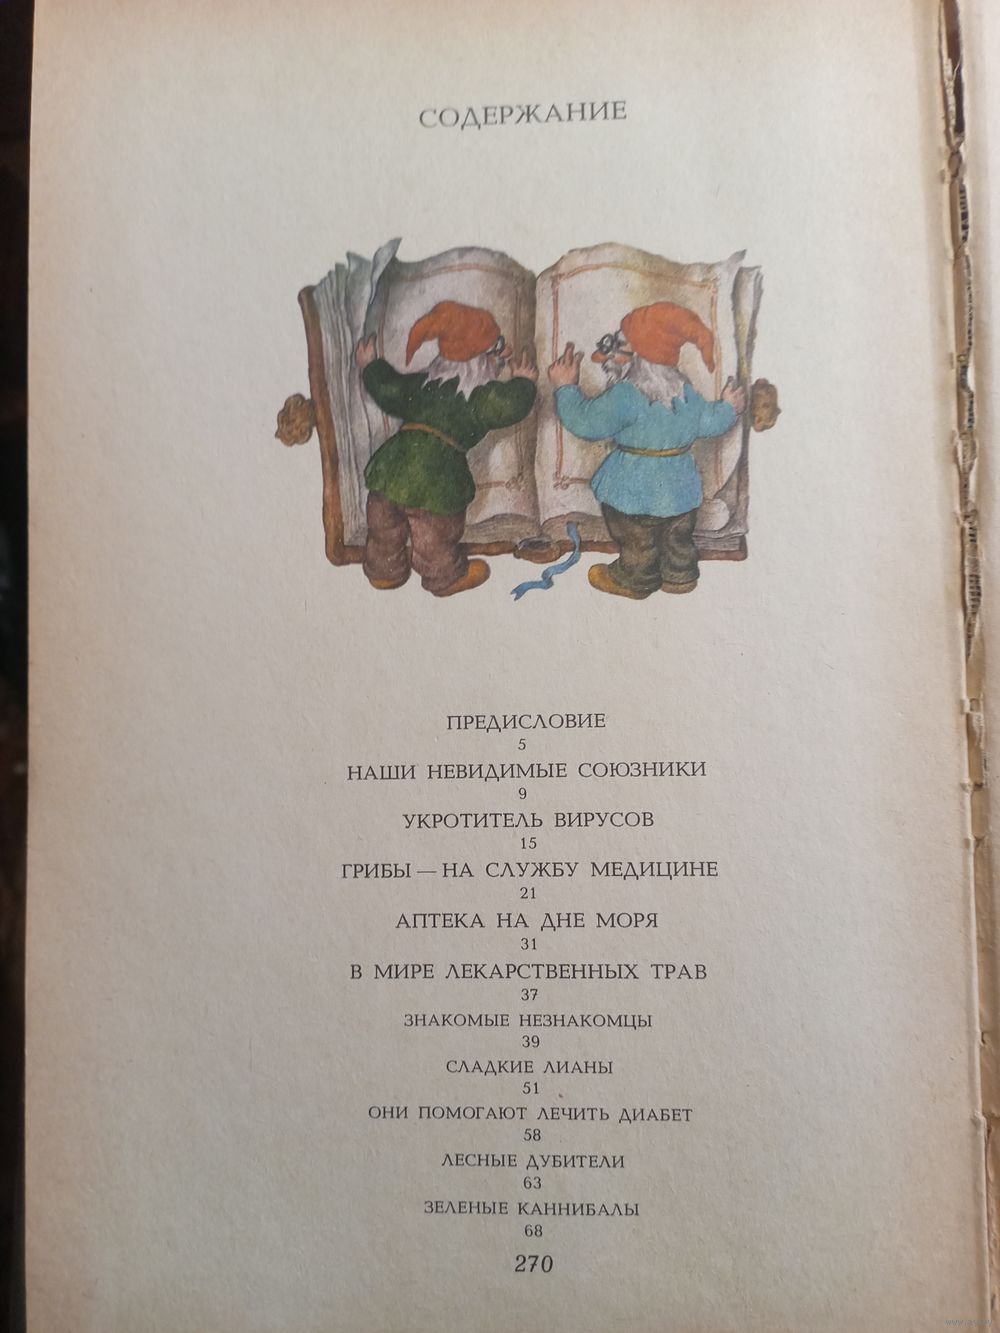 СОДЕРЖАНИЕ
ПРЕДИСЛОВИЕ
5
НАШИ НЕВИДИМЫЕ СОЮЗНИКИ
9
УКРОТИТЕЛЬ ВИРУСОВ
15
ГРИБЫ — НА СЛУЖБУ МЕДИЦИНЕ
21
АПТЕКА НА ДНЕ МОРЯ
31
В МИРЕ ЛЕКАРСТВЕННЫХ ТРАВ
37
ЗНАКОМЫЕ НЕЗНАКОМЦЫ
39
СЛАДКИЕ ЛИАНЫ
51
ОНИ ПОМОГАЮТ ЛЕЧИТЬ ДИАБЕТ
58
ЛЕСНЫЕ ДУБИТЕЛИ
63
ЗЕЛЕНЫЕ КАННИБАЛЫ
68
270